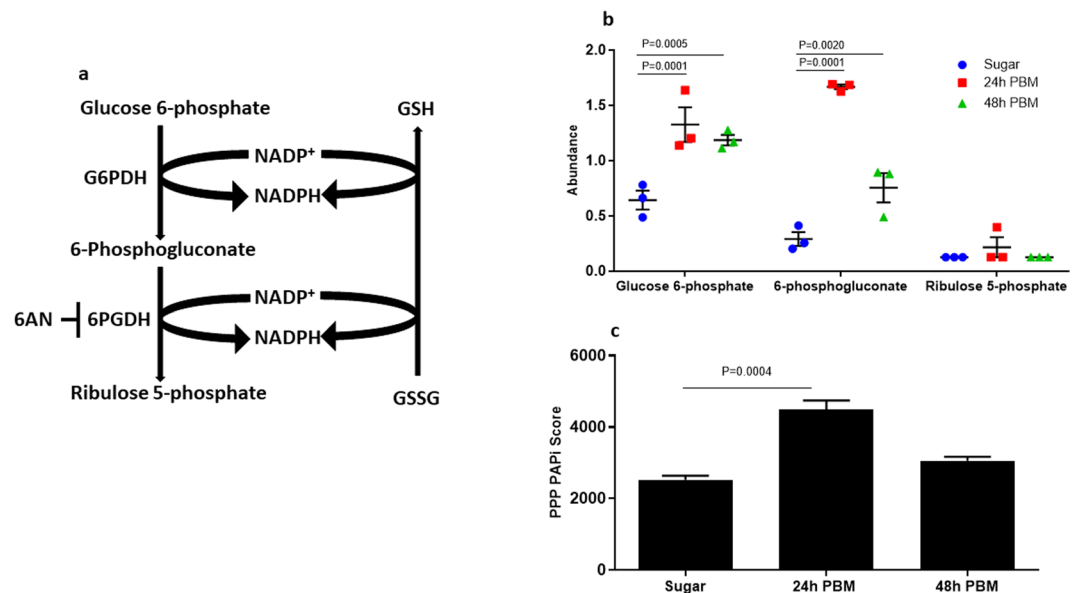 a
Glucose 6-phosphate
GSH
NADP+
G6PDH
NADPH
6-Phosphogluconate
NADP+
6AN
6PGDH
NADPH
Ribulose 5-phosphate
GSSG
b
P=0.0005
P=0.0001
P=0.0020
P=0.0001
Sugar
24h PBM
48h PBM
Abundance
2.0
1.5
1.0
0.5
0.0
Glucose 6-phosphate
6-phosphogluconate
Ribulose 5-phosphate
c
P=0.0004
PPP PAPi Score
6000
4000
2000
0
Sugar
24h PBM
48h PBM